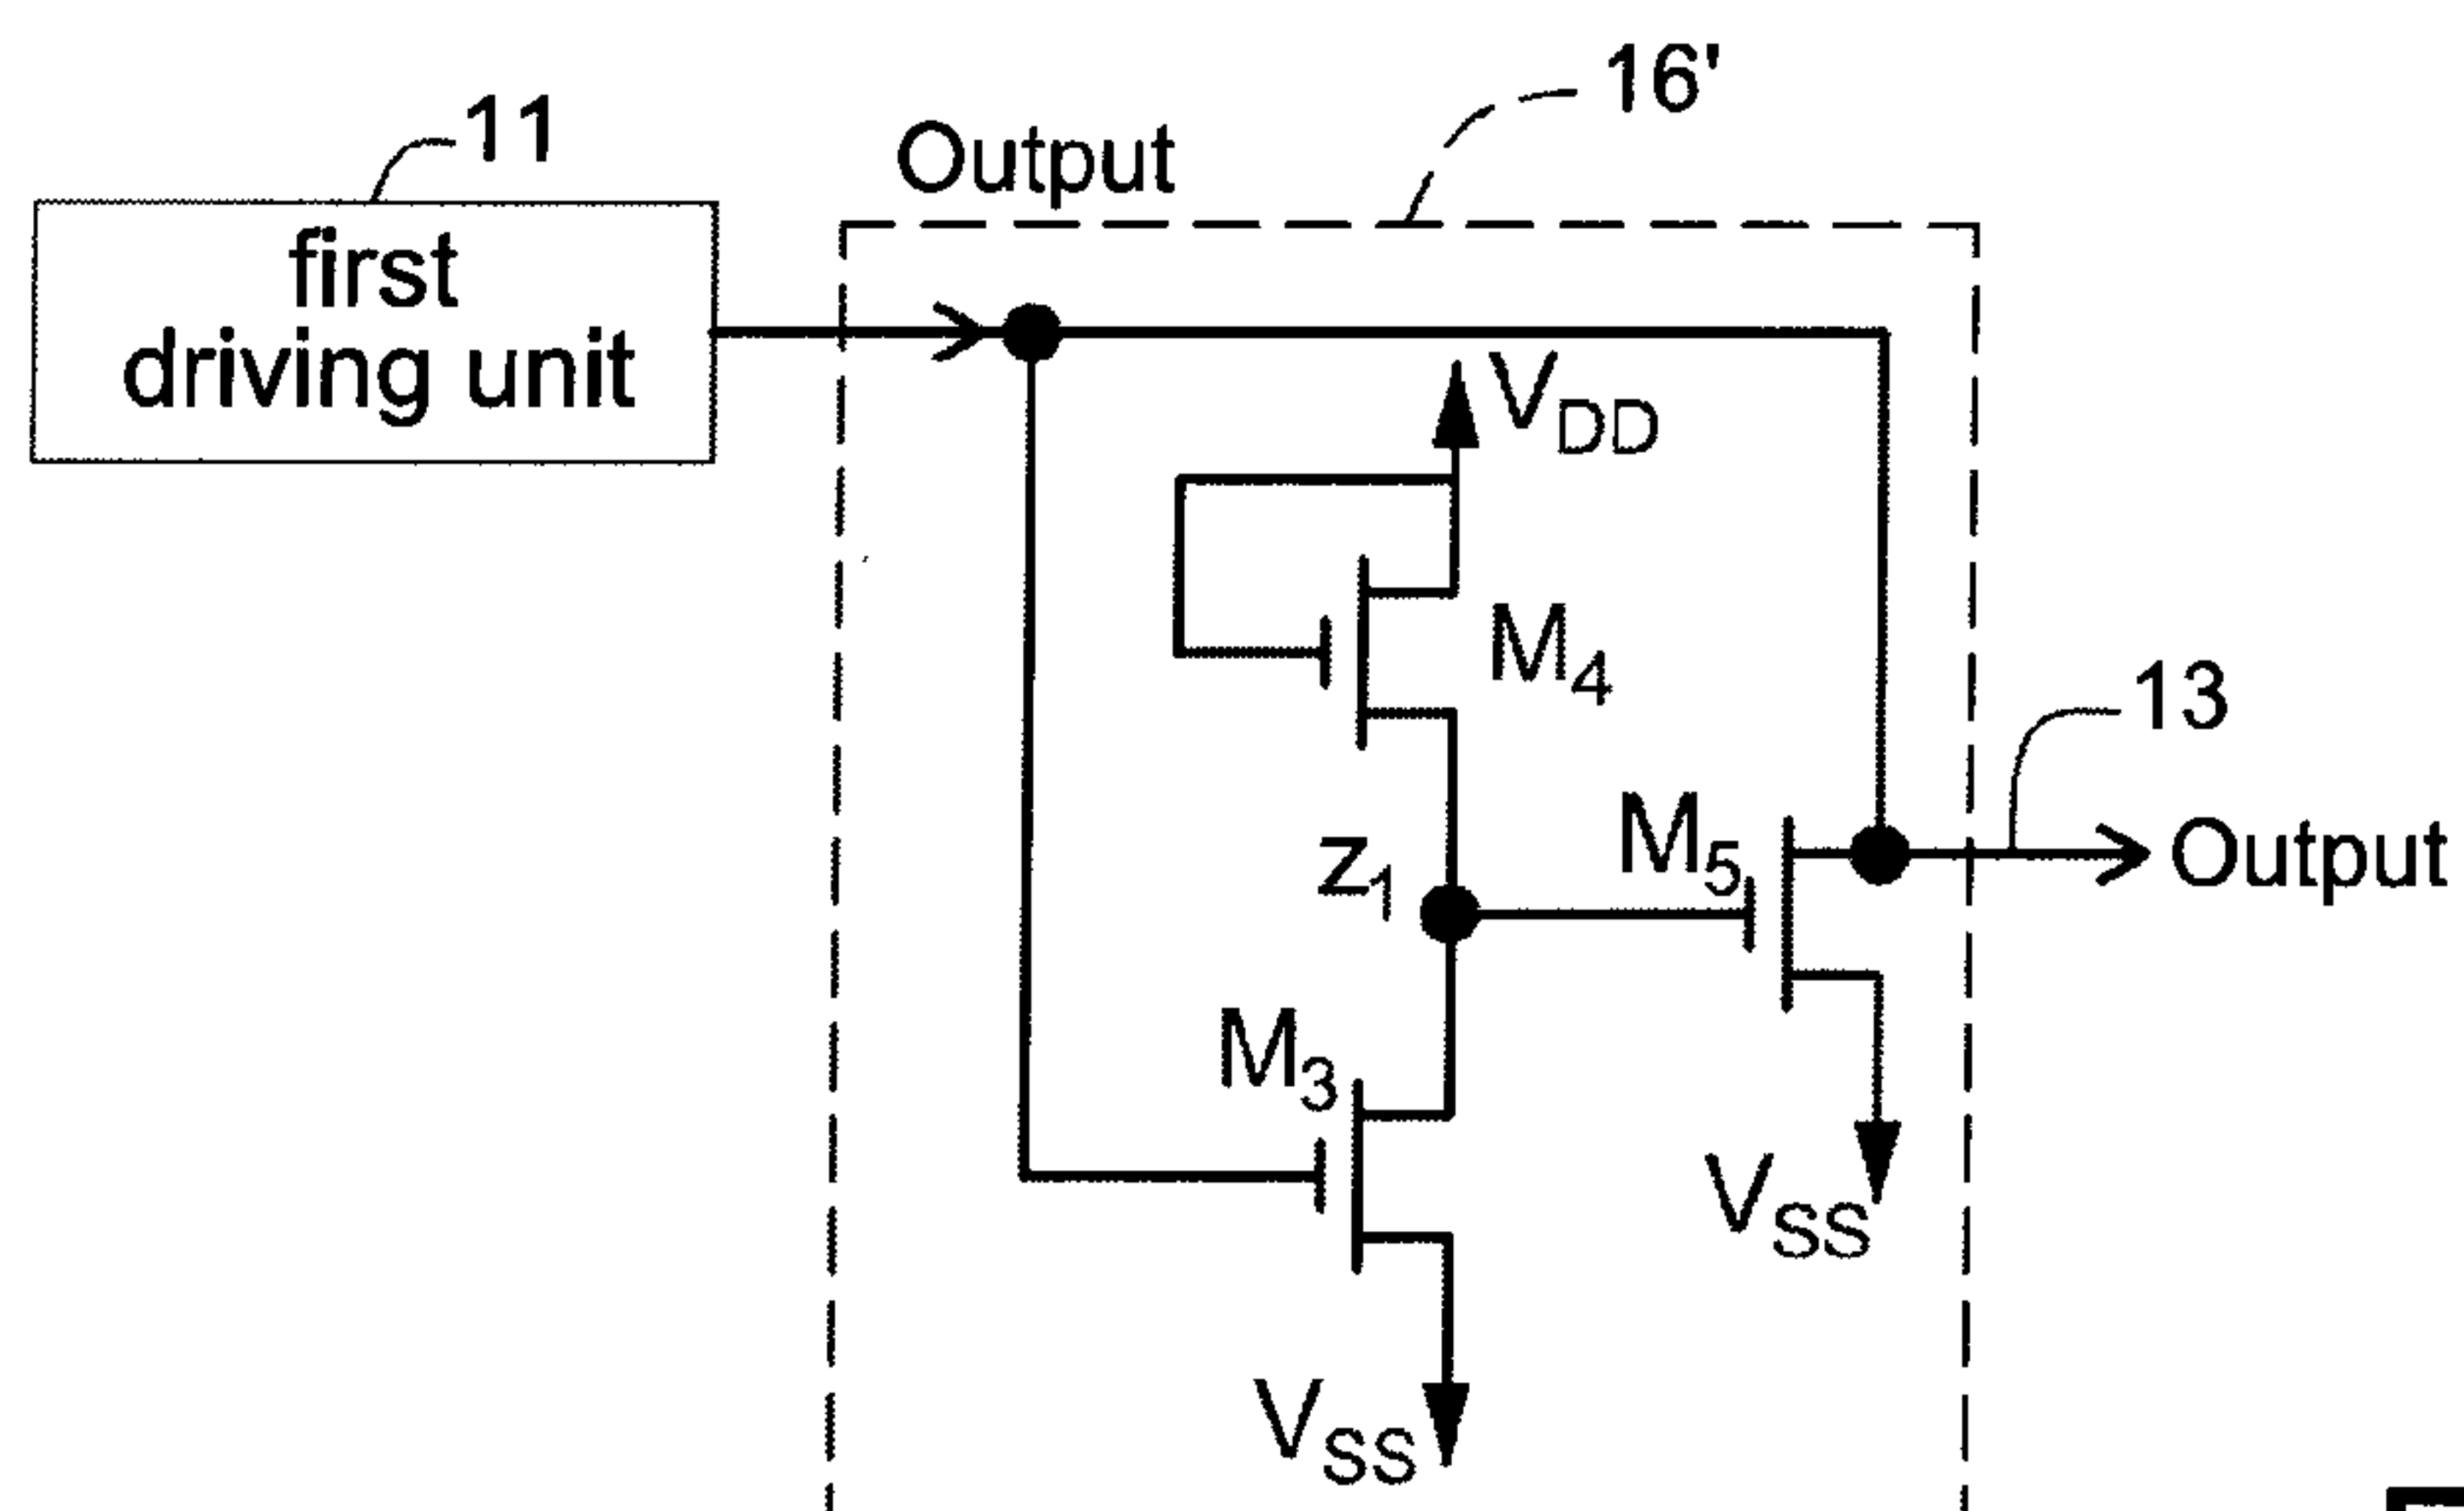 11
16'
Output
first
driving unit
VDD
M4
13
M5
z1
Output
M3
VSS
VSS